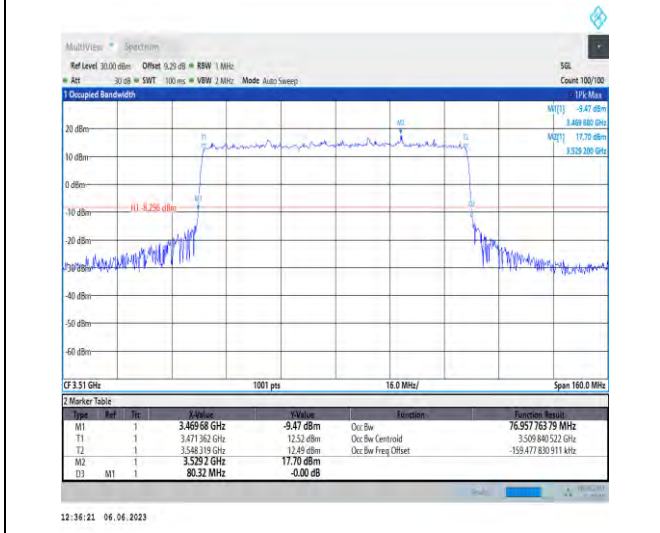 MultiView Spectrum
Ref Level 30.00 dBm Offset 9.29 dB RBW 1 MHz SGL
Att 30 dB SWT 100 ms VBW 2 MHz Mode Auto Sweep Count 100/100
1 Occupied Bandwidth 1Pk Max
M1[1] -9.47 dBm
3.469 680 GHz
M2[1] 17.70 dBm
3.529 200 GHz
20 dBm
M2
T1 T2
10 dBm
0 dBm
M1
H1 -8.296 dBm
D3
-10 dBm
-20 dBm
-30 dBm
-40 dBm
-50 dBm
-60 dBm
CF 3.51 GHz 1001 pts 16.0 MHz/ Span 160.0 MHz
2 Marker Table
Type Ref Trc X-Value Y-Value Function Function Result
M1 1 3.469 68 GHz -9.47 dBm Occ Bw 76.957 763 79 MHz
T1 1 3.471 362 GHz 12.52 dBm Occ Bw Centroid 3.509 840 522 GHz
T2 1 3.548 319 GHz 12.49 dBm Occ Bw Freq Offset -159.477 830 911 kHz
M2 1 3.529 2 GHz 17.70 dBm
D3 M1 1 80.32 MHz -0.00 dB
12:36:21 06.06.2023